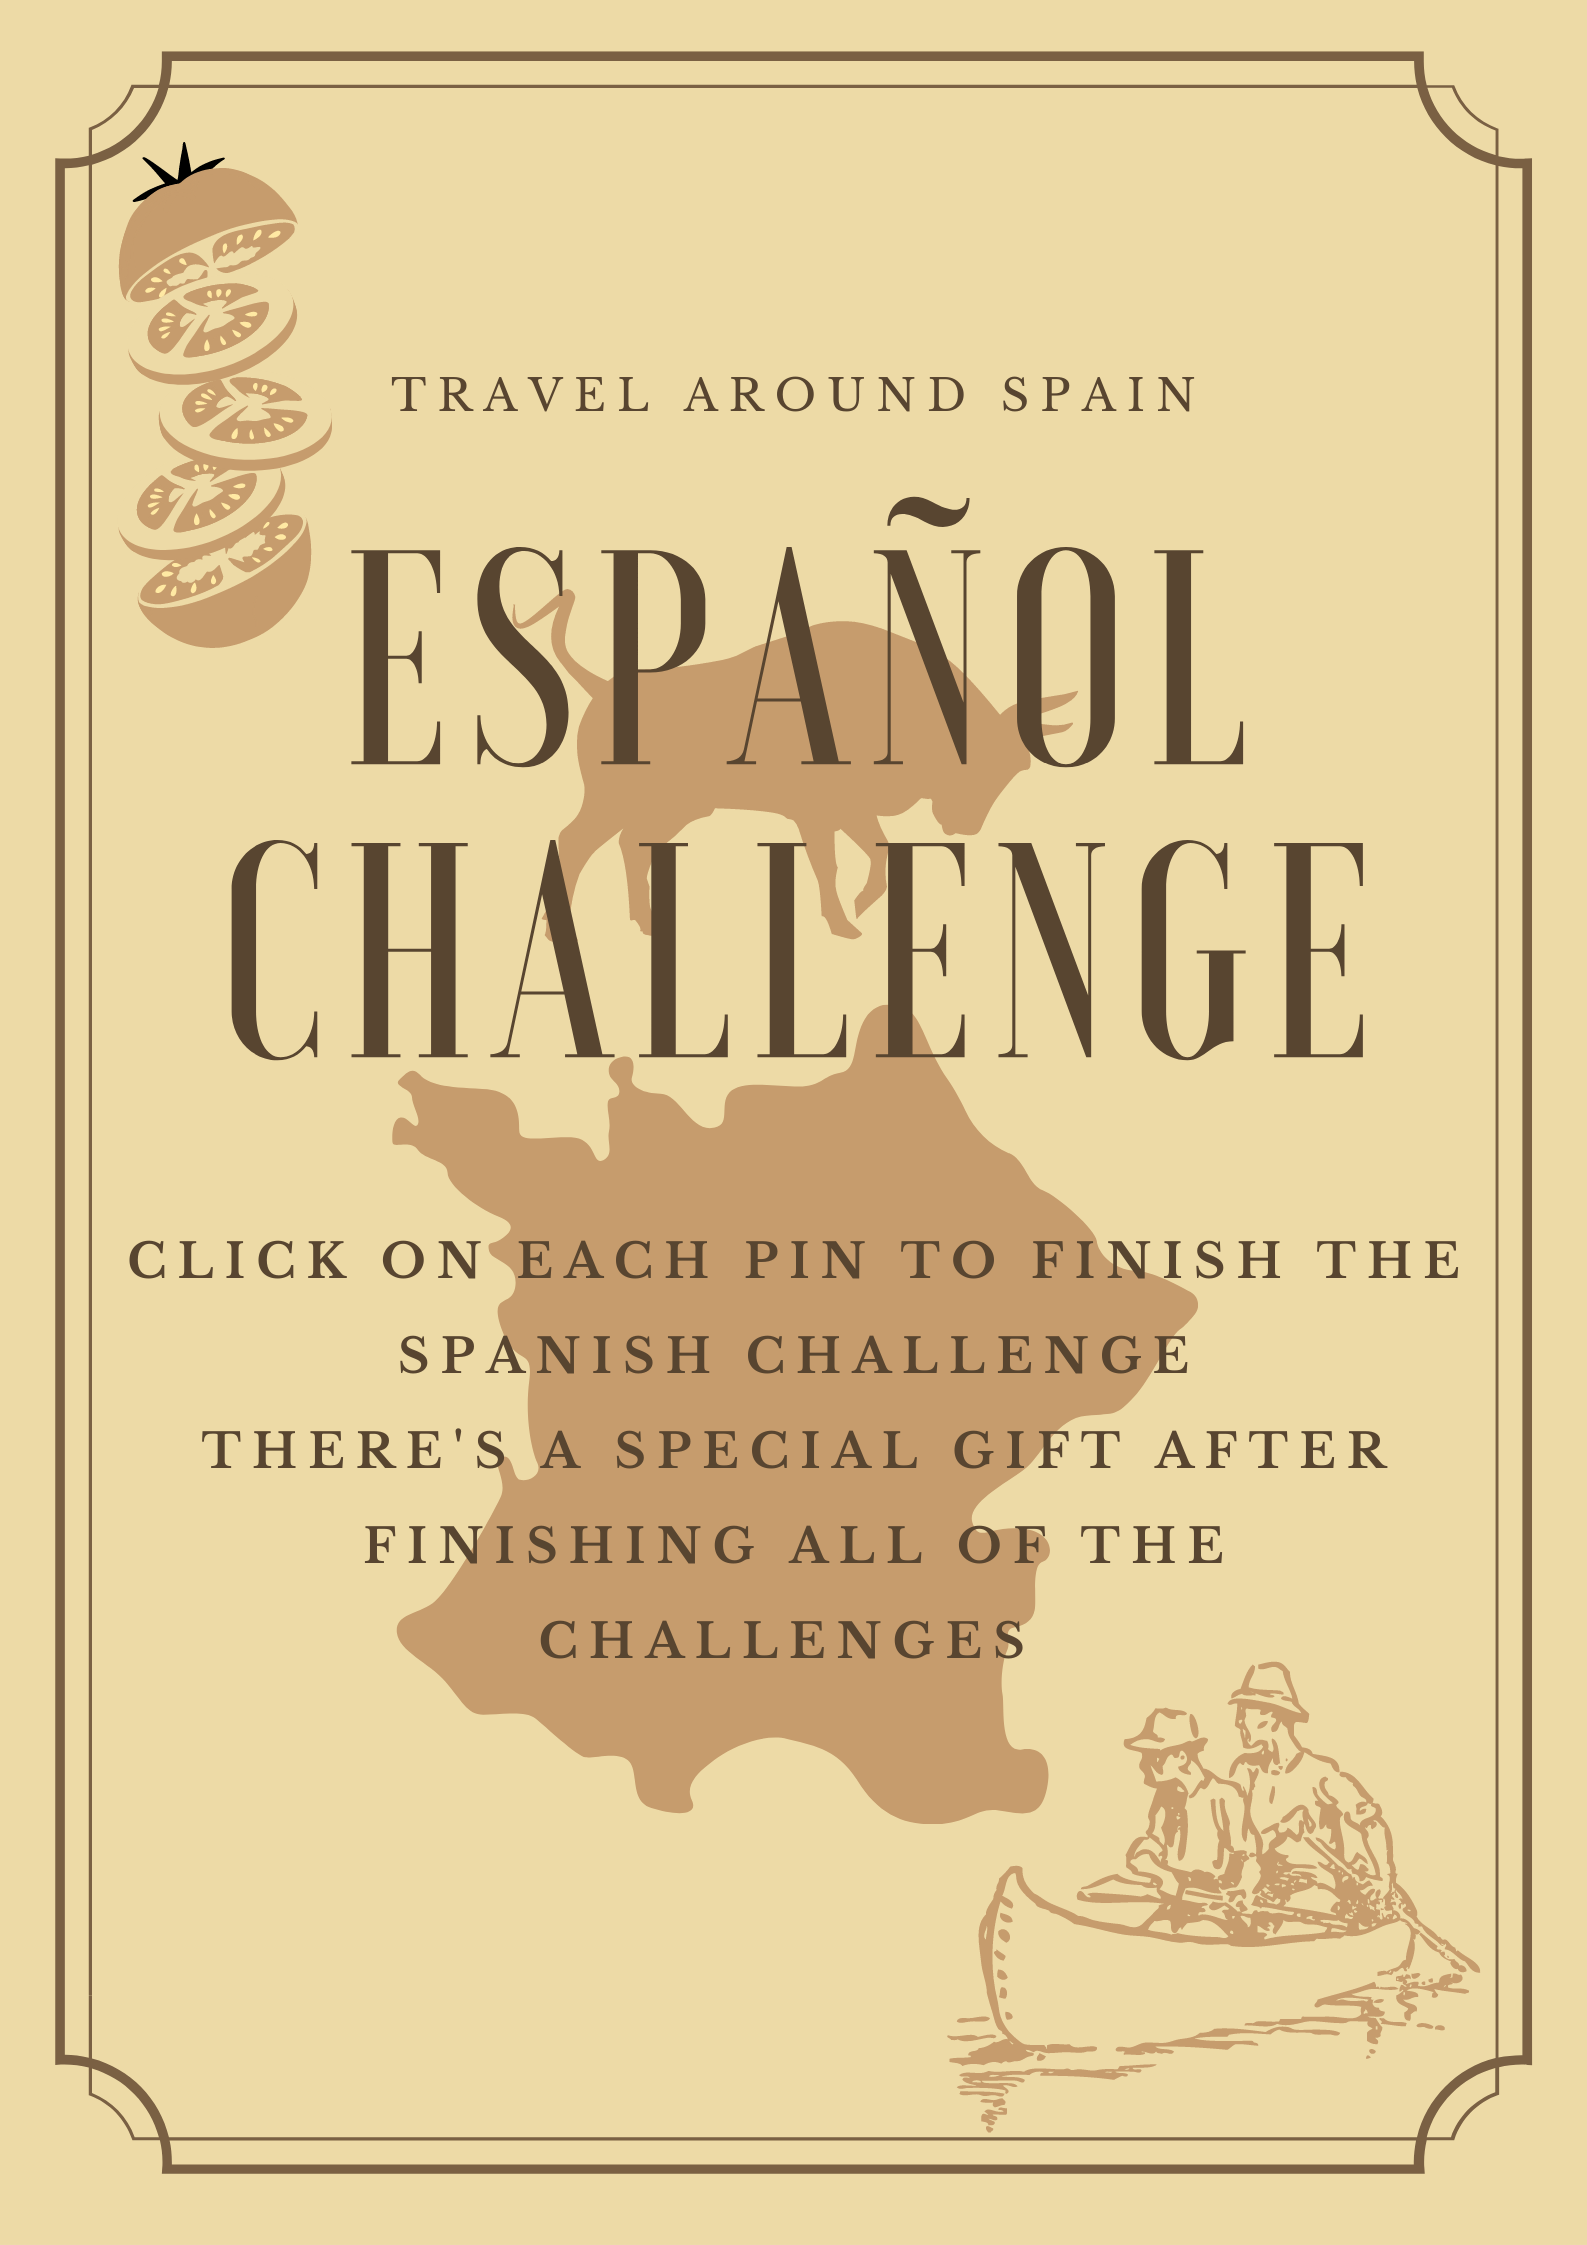 TRAVEL AROUND SPAIN
ESPAÑOL
CHALLENGE
CLICK ON EACH PIN TO FINISH THE
SPANISH CHALLENGE
THERE'S A SPECIAL GIFT AFTER
FINISHING ALL OF THE
CHALLENGES